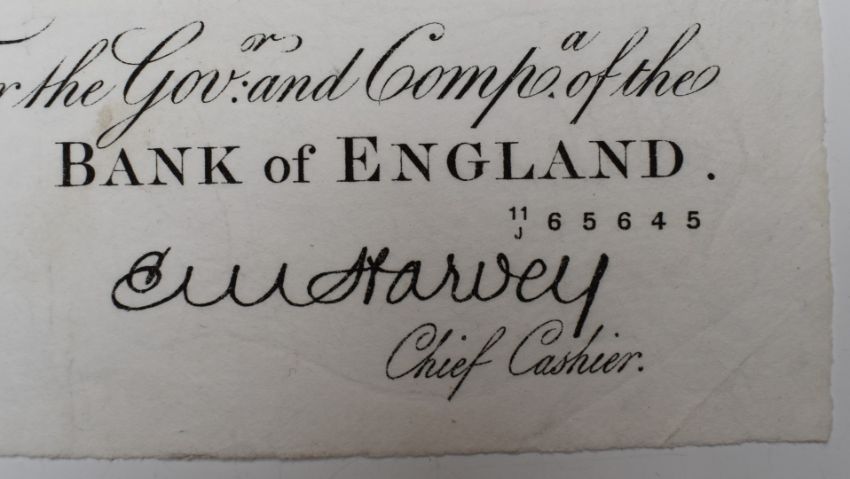 r the Gov.r and Comp.a of the
BANK of ENGLAND.
11/J 65645
E M Harvey
Chief Cashier.